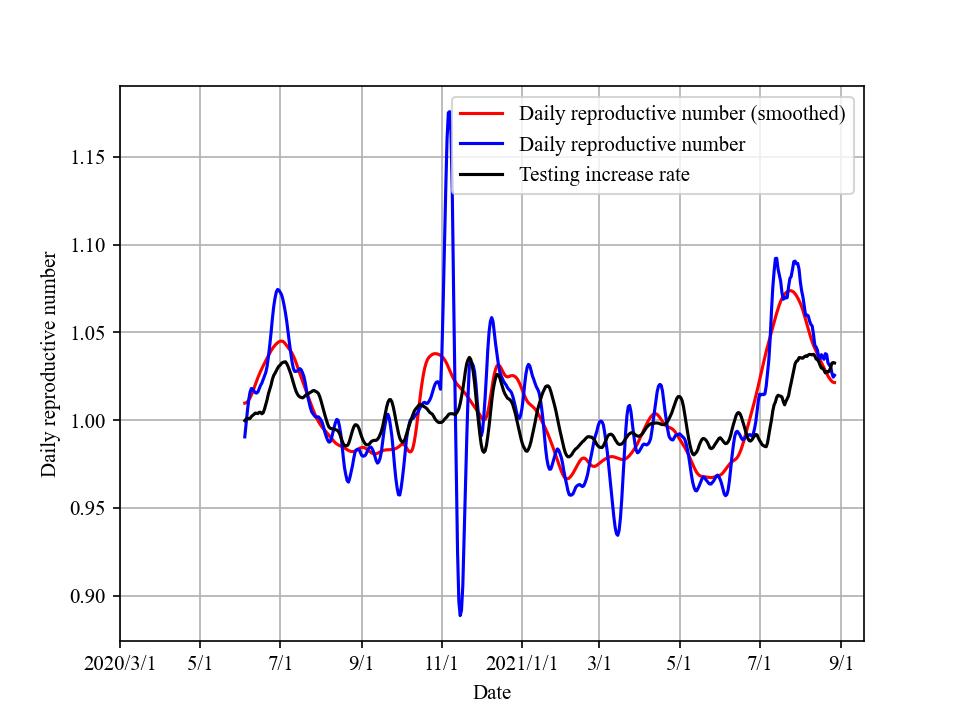 Daily reproductive number (smoothed)
Daily reproductive number
Testing increase rate
Daily reproductive number
1.15
1.10
1.05
1.00
0.95
0.90
2020/3/1 5/1 7/1 9/1 11/1 2021/1/1 3/1 5/1 7/1 9/1
Date